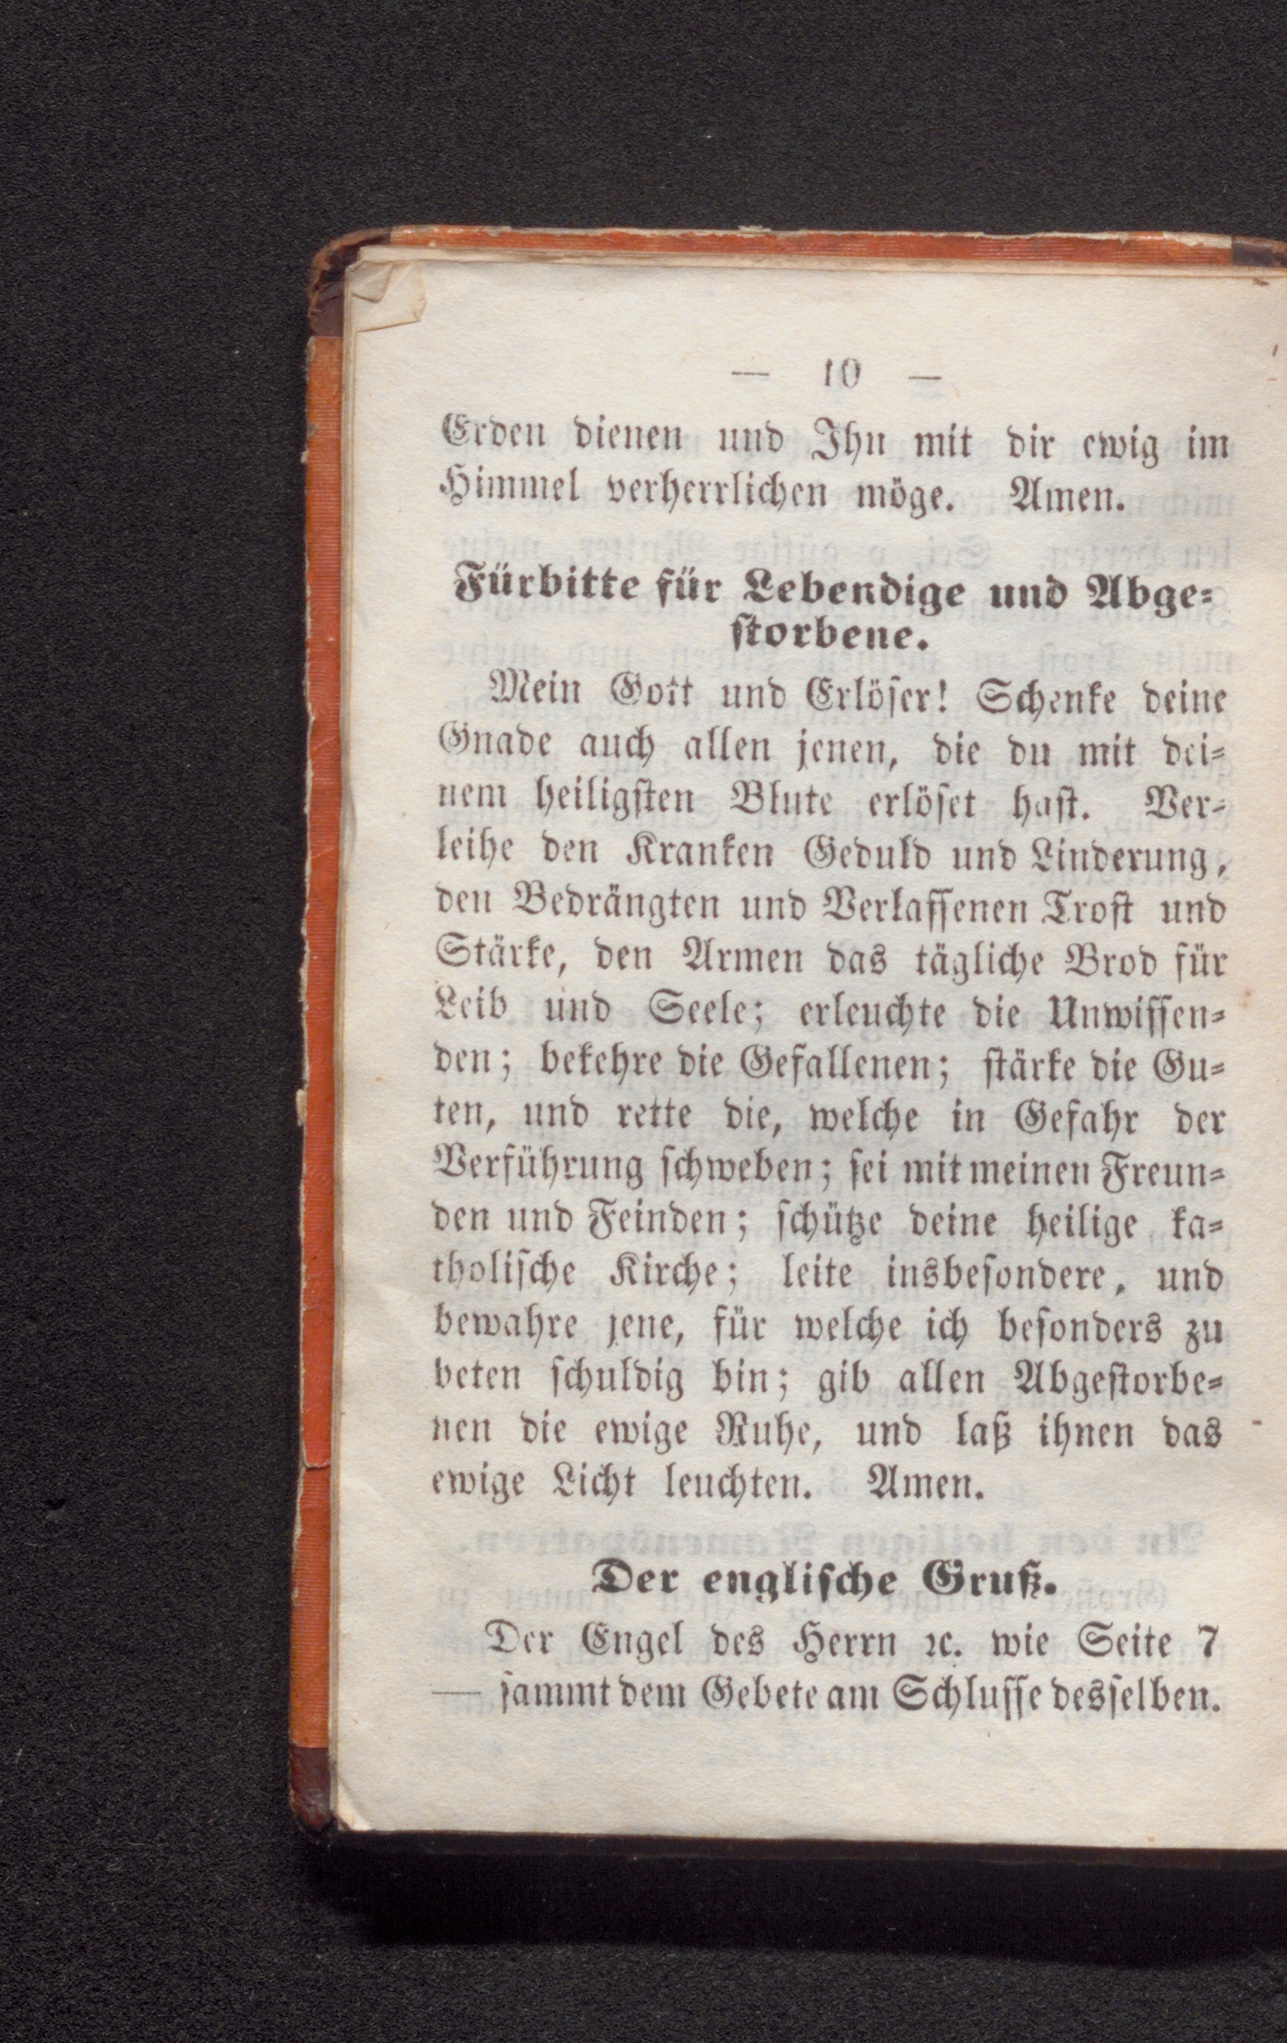 — 10 —
Erden dienen und Ihn mit dir ewig im
Himmel verherrlichen möge. Amen.
Fürbitte für Lebendige und Abge-
storbene.
Mein Gott und Erlöser! Schenke deine
Gnade auch allen jenen, die du mit dei-
nem heiligsten Blute erlöset hast. Ver-
leihe den Kranken Geduld und Linderung,
den Bedrängten und Verlassenen Trost und
Stärke, den Armen das tägliche Brod für
Leib und Seele; erleuchte die Unwissen-
den; bekehre die Gefallenen; stärke die Gu-
ten, und rette die, welche in Gefahr der
Verführung schweben; sei mit meinen Freun-
den und Feinden; schütze deine heilige ka-
tholische Kirche; leite insbesondere, und
bewahre jene, für welche ich besonders zu
beten schuldig bin; gib allen Abgestorbe-
nen die ewige Ruhe, und laß ihnen das
ewige Licht leuchten. Amen.
Der englische Gruß.
Der Engel des Herrn ꝛc. wie Seite 7
— sammt dem Gebete am Schlusse desselben.